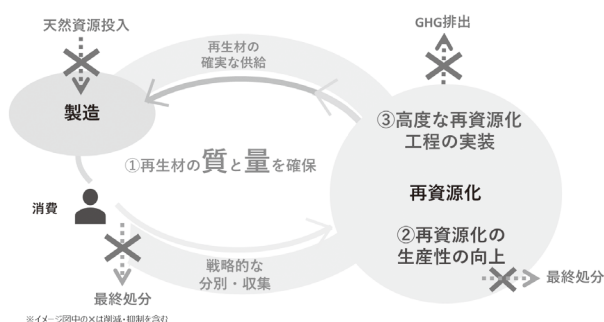 天然資源投入
GHG排出
再生材の
確実な供給
製造
③高度な再資源化
工程の実装
①再生材の質と量を確保
再資源化
消費
②再資源化の
生産性の向上
戦略的な
分別・収集
最終処分
最終処分
※イメージ図中の×は削減・抑制を含む